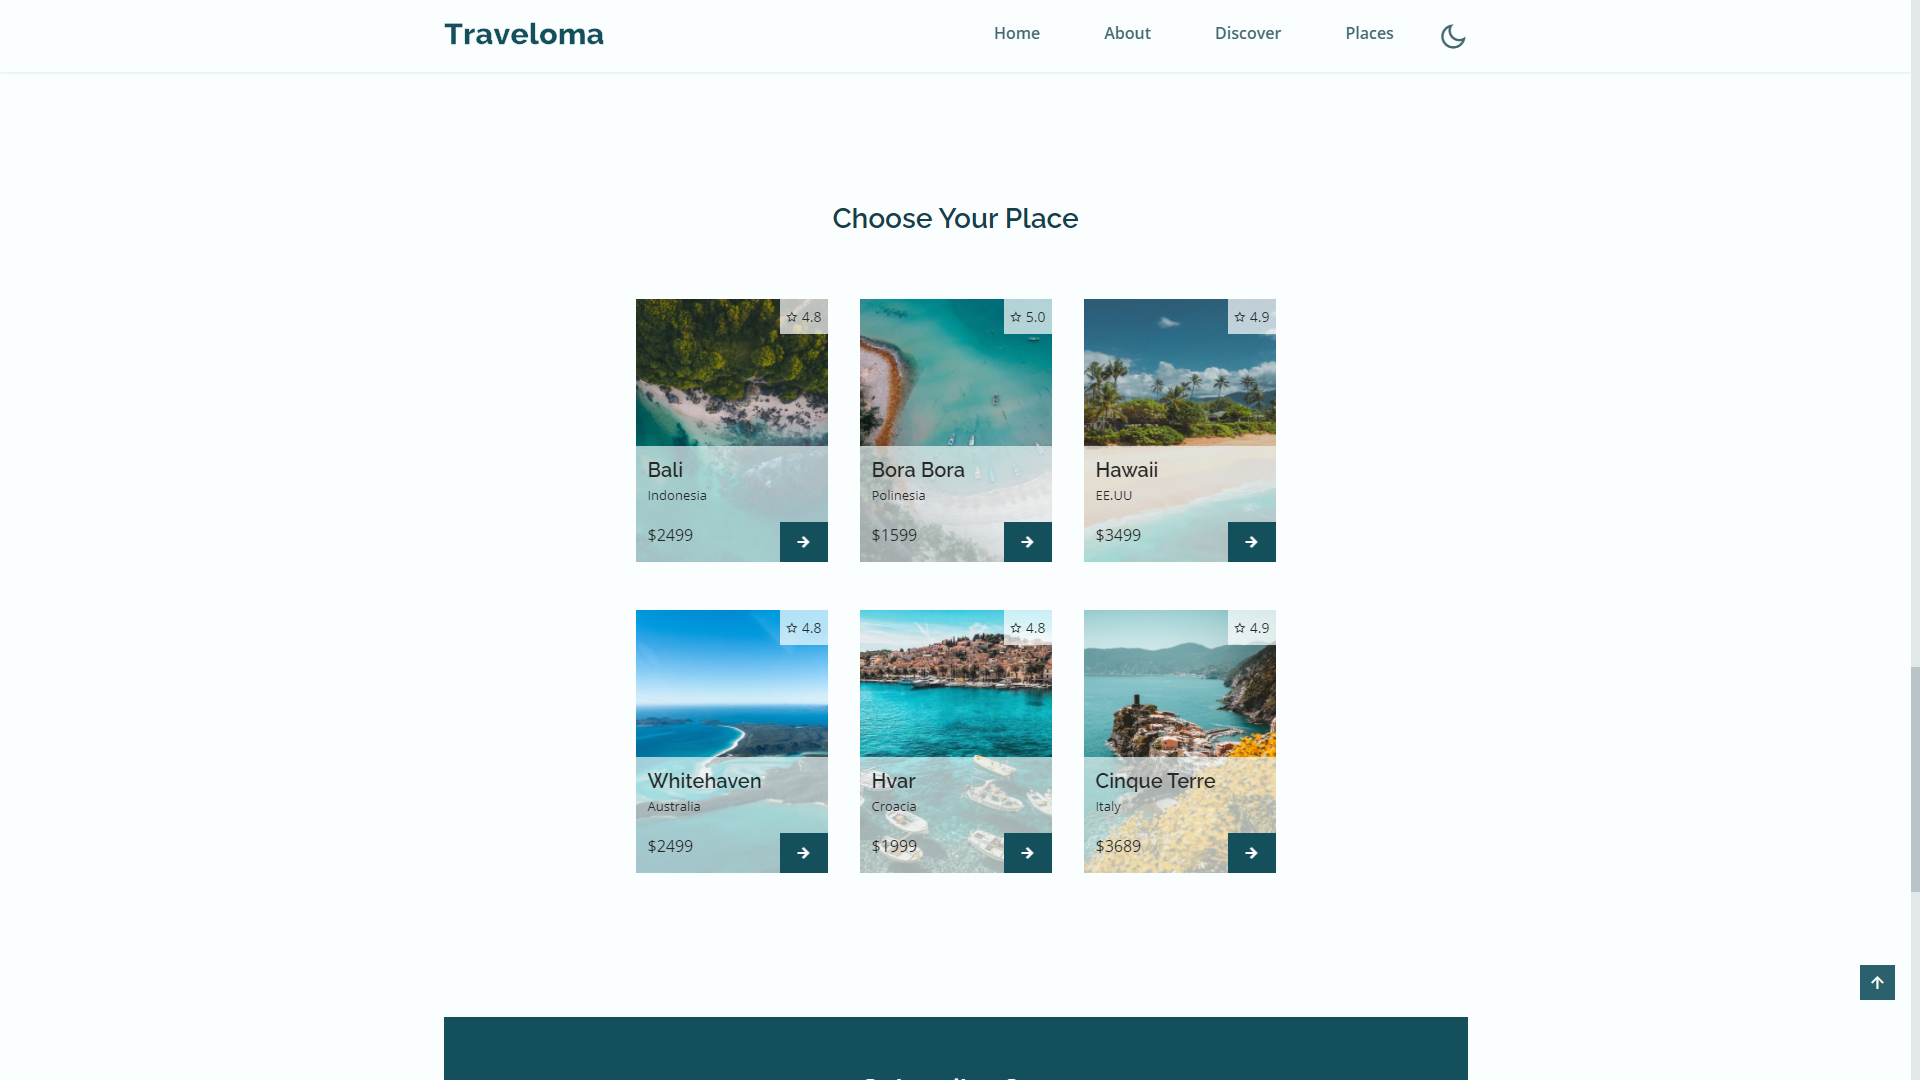 Traveloma
Home
About
Discover
Places
Choose Your Place
4.8
Bali
Indonesia
$2499
5.0
Bora Bora
Polinesia
$1599
4.9
Hawaii
EE.UU
$3499
4.8
Whitehaven
Australia
$2499
4.8
Hvar
Croacia
$1999
4.9
Cinque Terre
Italy
$3689